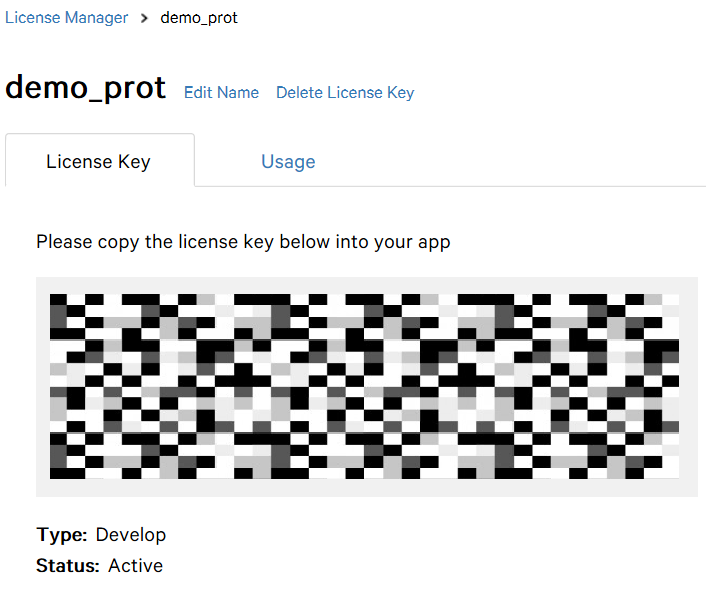 License Manager > demo_prot
demo_prot Edit Name Delete License Key
License Key Usage
Please copy the license key below into your app
Type: Develop
Status: Active